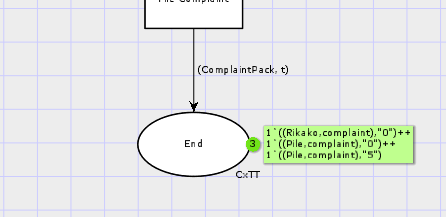 File Complaint
(ComplaintPack, t)
End
3
1`((Rikako,complaint),"0")++
1`((Pile,complaint),"0")++
1`((Pile,complaint),"5")
CxTT